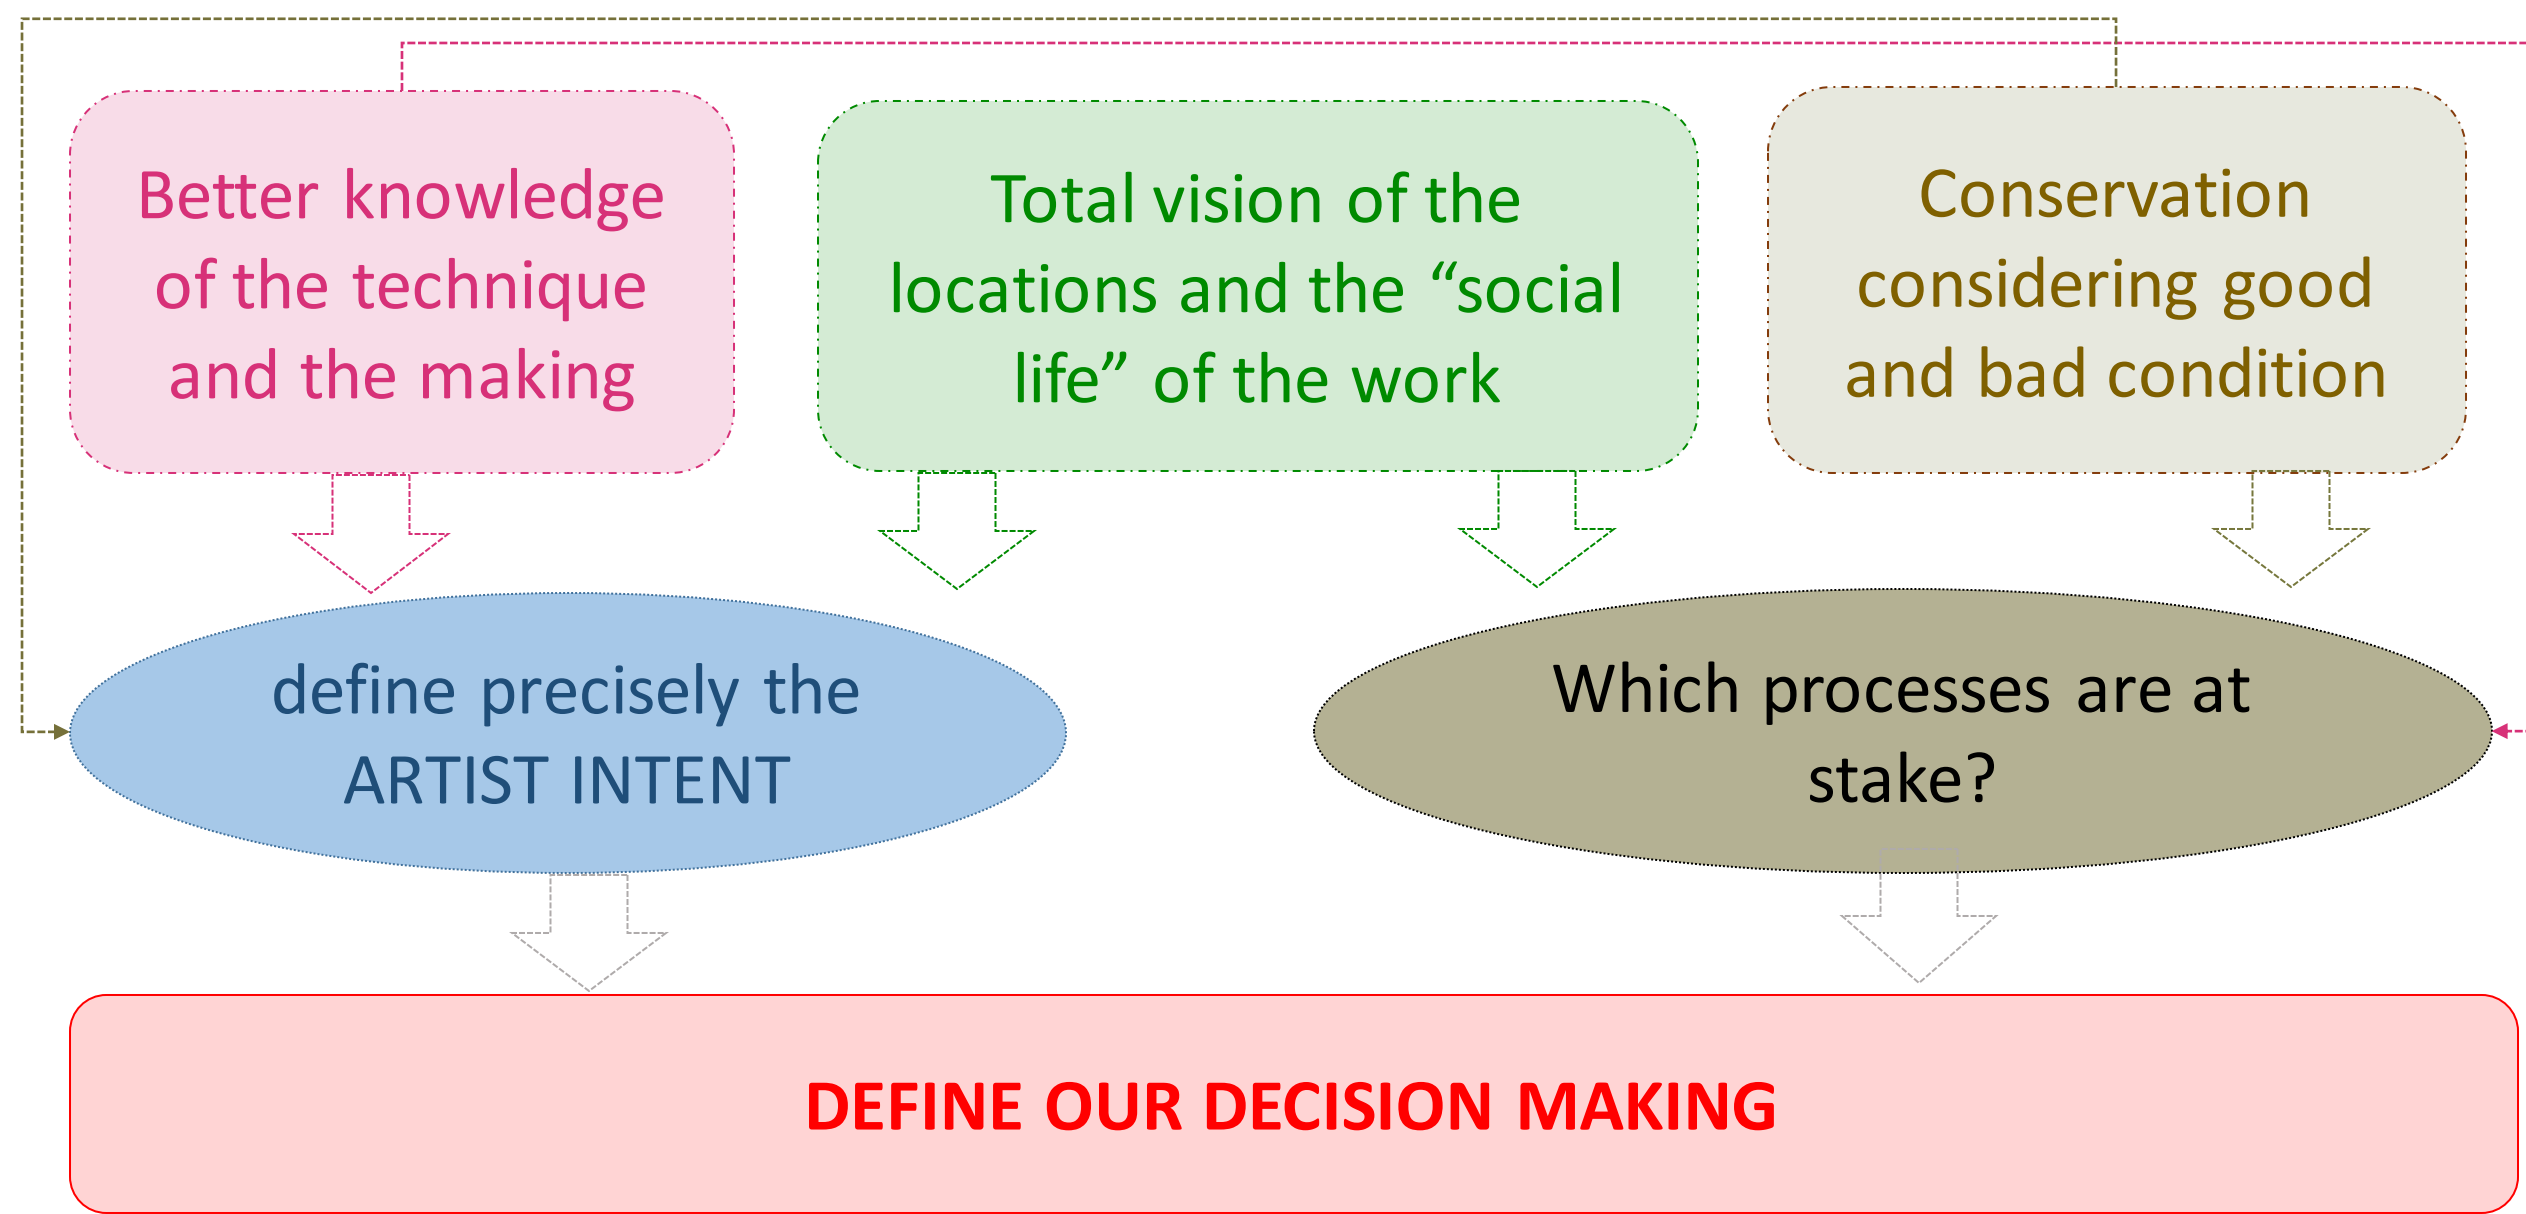 Better knowledge
of the technique
and the making
Total vision of the
locations and the “social
life” of the work
Conservation
considering good
and bad condition
define precisely the
ARTIST INTENT
Which processes are at
stake?
DEFINE OUR DECISION MAKING